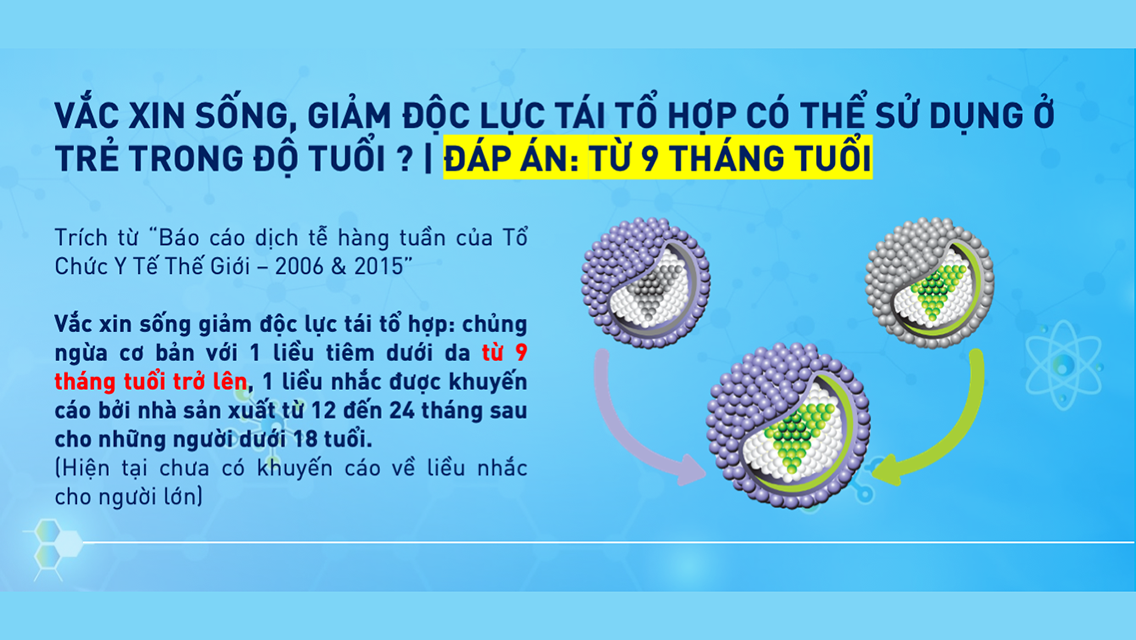 VẮC XIN SỐNG, GIẢM ĐỘC LỰC TÁI TỔ HỢP CÓ THỂ SỬ DỤNG Ở
TRẺ TRONG ĐỘ TUỔI ? | ĐÁP ÁN: TỪ 9 THÁNG TUỔI
Trích từ “Báo cáo dịch tễ hàng tuần của Tổ
Chức Y Tế Thế Giới – 2006 & 2015”
Vắc xin sống giảm độc lực tái tổ hợp: chủng
ngừa cơ bản với 1 liều tiêm dưới da từ 9
tháng tuổi trở lên, 1 liều nhắc được khuyến
cáo bởi nhà sản xuất từ 12 đến 24 tháng sau
cho những người dưới 18 tuổi.
(Hiện tại chưa có khuyến cáo về liều nhắc
cho người lớn)